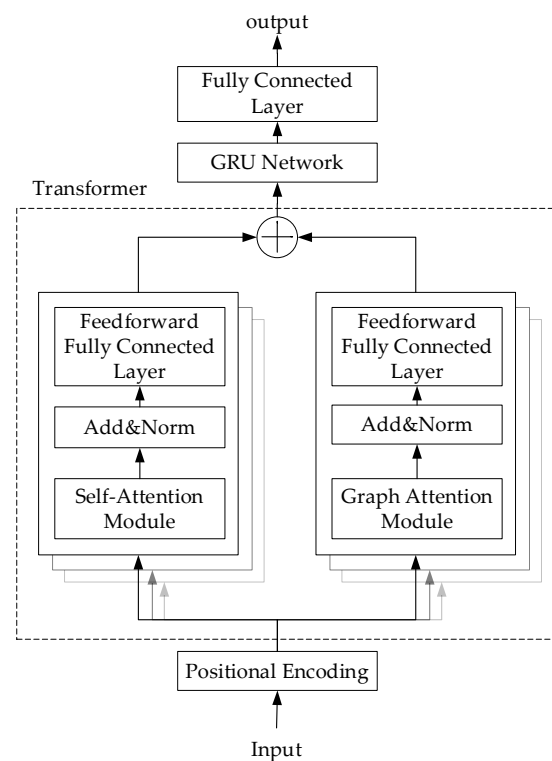 output
Fully Connected
Layer
GRU Network
Transformer
Feedforward
Fully Connected
Layer
Add&Norm
Self-Attention
Module
Feedforward
Fully Connected
Layer
Add&Norm
Graph Attention
Module
Positional Encoding
Input